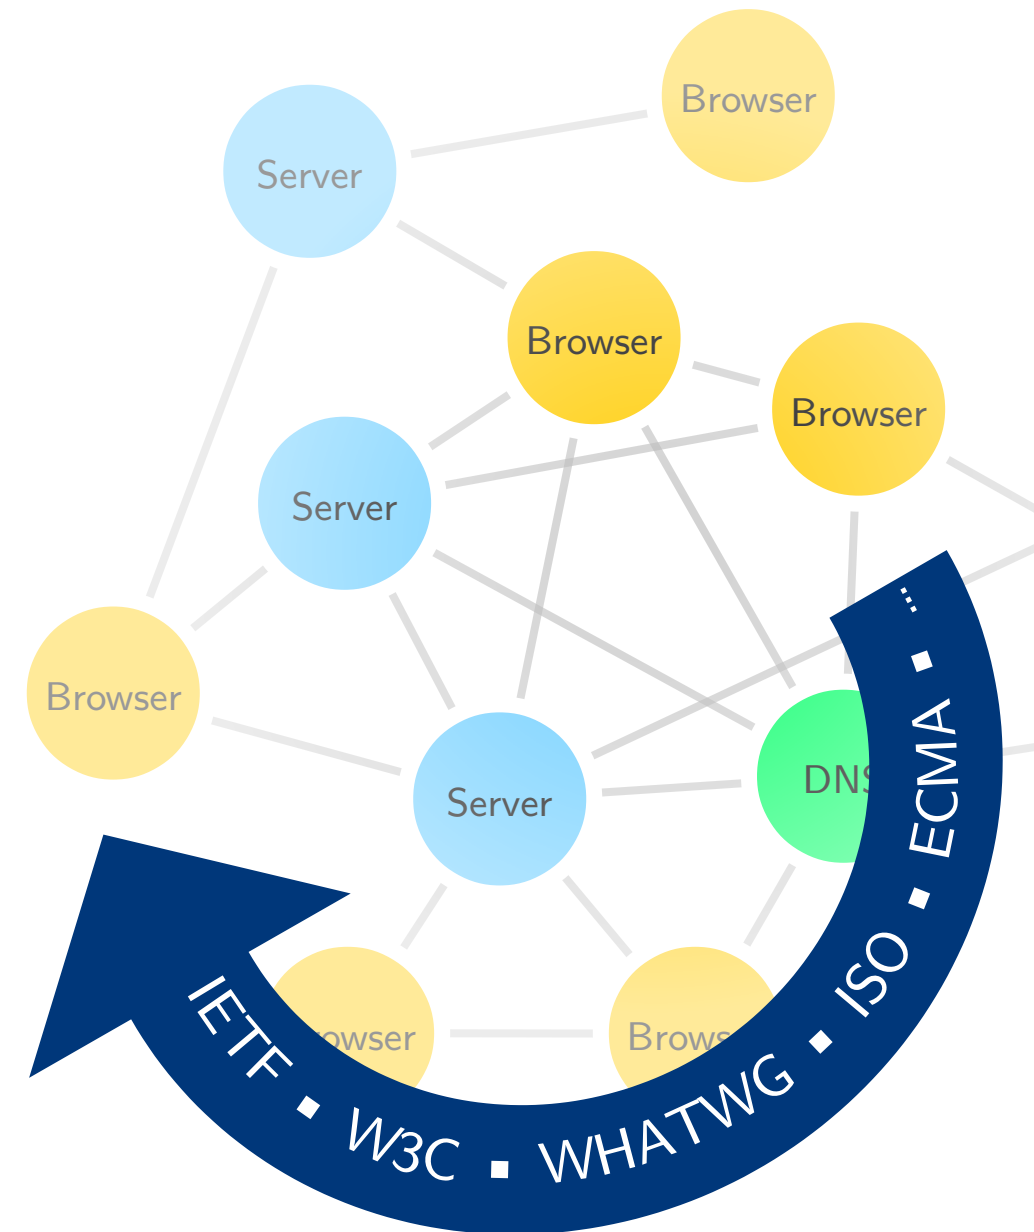 Browser
Server
Browser
Browser
Server
Browser
DNS
Server
owser
Brows
IETF ▪ W3C ▪ WHATWG ▪ ISO ▪ ECMA ▪ ...